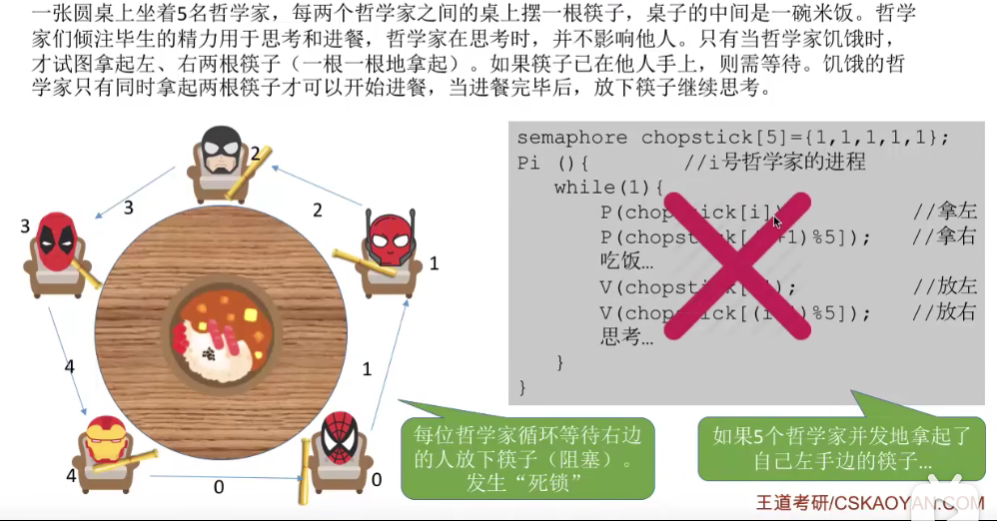 一张圆桌上坐着5名哲学家，每两个哲学家之间的桌上摆一根筷子，桌子的中间是一碗米饭。哲学
家们倾注毕生的精力用于思考和进餐，哲学家在思考时，并不影响他人。只有当哲学家饥饿时，
才试图拿起左、右两根筷子（一根一根地拿起）。如果筷子已在他人手上，则需等待。饥饿的哲
学家只有同时拿起两根筷子才可以开始进餐，当进餐完毕后，放下筷子继续思考。
2
3
2
3
1
4
1
4
0
0
semaphore chopstick[5]={1,1,1,1,1};
Pi (){ //i号哲学家的进程
while(1){
P(chopstick[i]); //拿左
P(chopstick[(i+1)%5]); //拿右
吃饭…
V(chopstick[i]); //放左
V(chopstick[(i+1)%5]); //放右
思考…
}
}
每位哲学家循环等待右边
的人放下筷子（阻塞）。
发生“死锁”
如果5个哲学家并发地拿起了
自己左手边的筷子…
王道考研/CSKAOYAN.COM